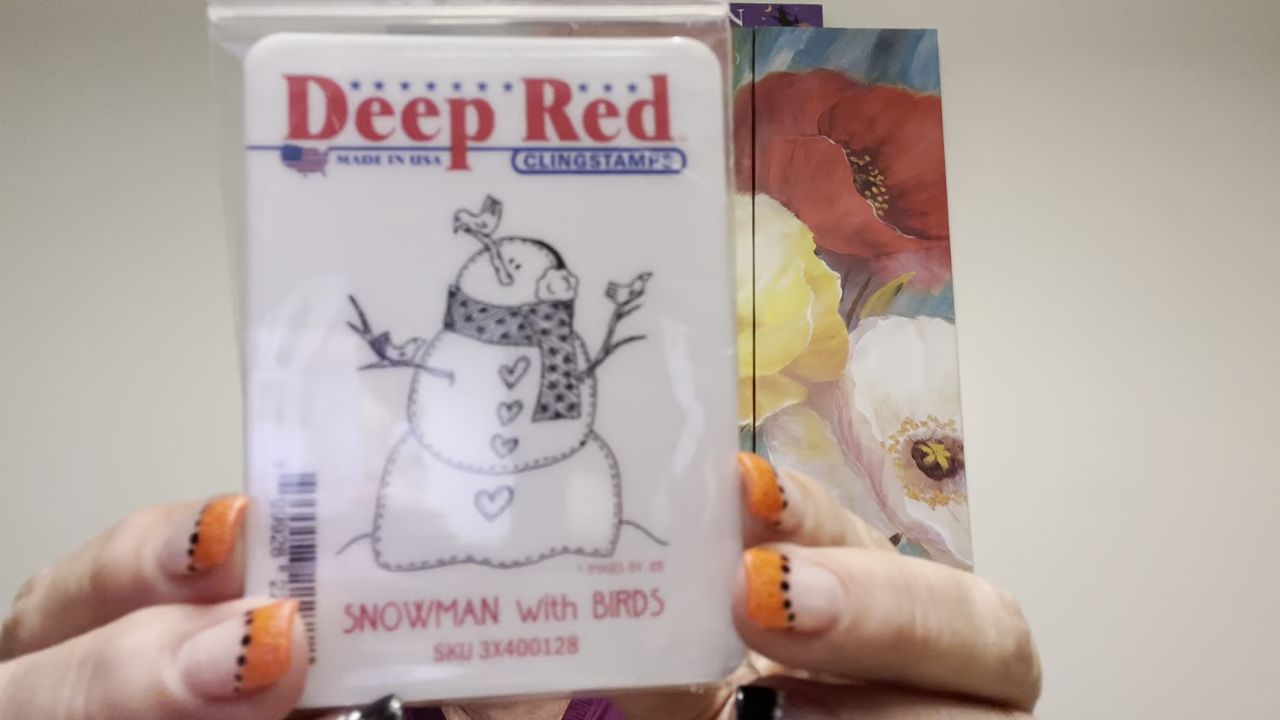 Deep Red
MADE IN USA
CLINGSTAMPS
SNOWMAN with BIRDS
SKU 3X400128